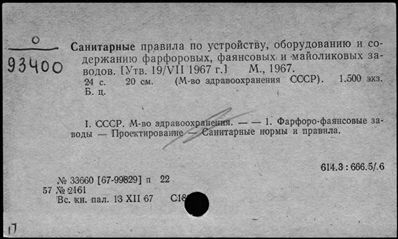 О
93400
Санитарные правила по устройству, оборудованию и со-
держанию фарфоровых, фаянсовых и майоликовых за-
водов. [Утв. 19/VII 1967 г.] М., 1967.
24 с. 20 см. (М-во здравоохранения СССР). 1.500 экз.
Б. ц.
I. СССР. М-во здравоохранения. — — 1. Фарфоро-фаянсовые за-
воды — Проектирование — Санитарные нормы и правила.
614.3 : 666.5/.6
№ 33660 [67-99829] п 22
57 № 2461
Вс. кн. пал. 13 XII 67 С18
П